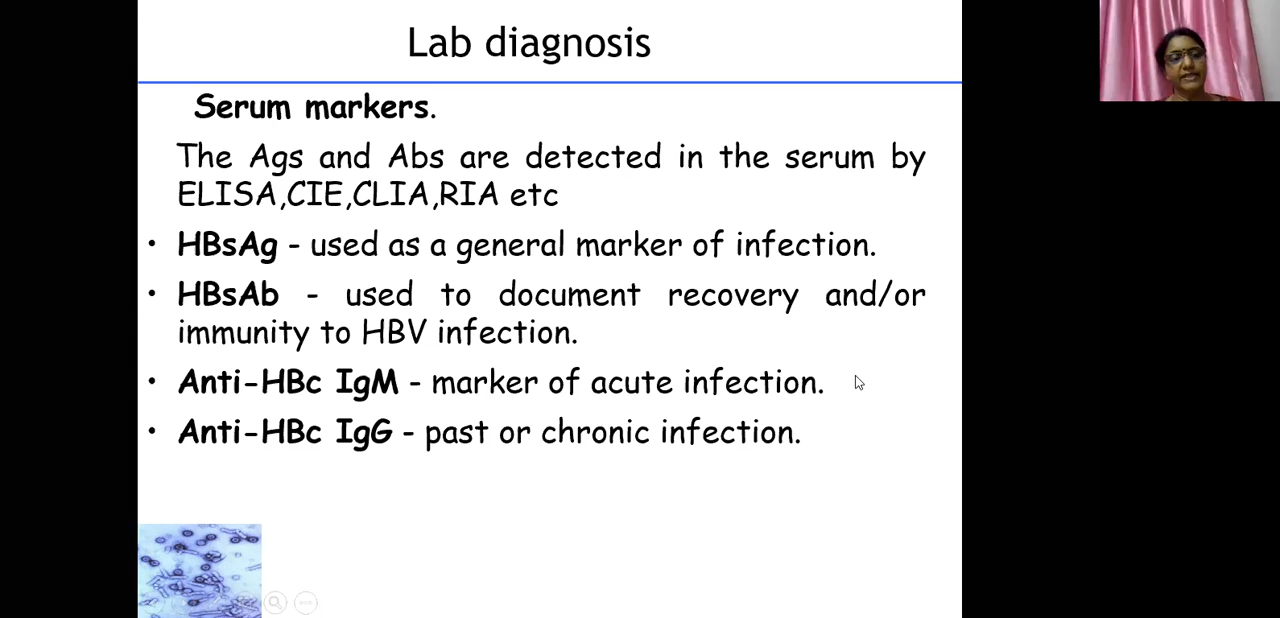 Lab diagnosis
Serum markers.
The Ags and Abs are detected in the serum by
ELISA,CIE,CLIA,RIA etc
• HBsAg - used as a general marker of infection.
• HBsAb - used to document recovery and/or
immunity to HBV infection.
• Anti-HBc IgM - marker of acute infection.
• Anti-HBc IgG - past or chronic infection.